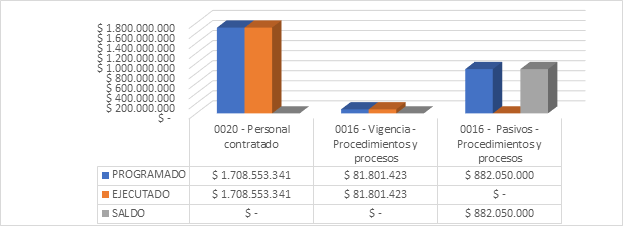 $ 1.800.000.000
$ 1.600.000.000
$ 1.400.000.000
$ 1.200.000.000
$ 1.000.000.000
$ 800.000.000
$ 600.000.000
$ 400.000.000
$ 200.000.000
$ -
0020 - Personal contratado
0016 - Vigencia - Procedimientos y procesos
0016 - Pasivos - Procedimientos y procesos
PROGRAMADO $ 1.708.553.341 $ 81.801.423 $ 882.050.000
EJECUTADO $ 1.708.553.341 $ 81.801.423 $ -
SALDO $ - $ - $ 882.050.000